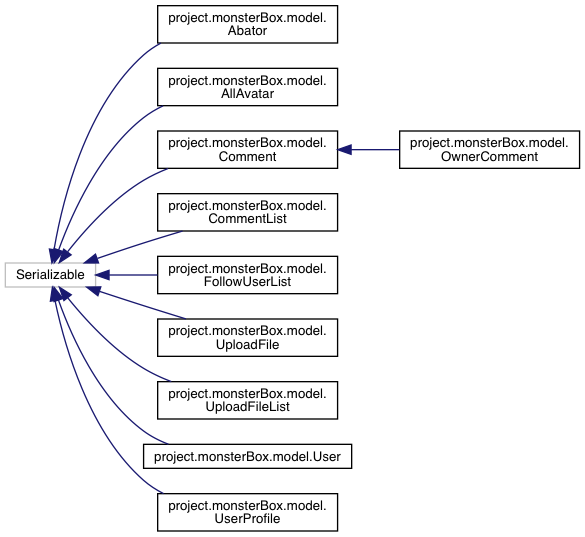 project.monsterBox.model.
Abator
project.monsterBox.model.
AllAvatar
project.monsterBox.model.
Comment
project.monsterBox.model.
OwnerComment
project.monsterBox.model.
CommentList
Serializable
project.monsterBox.model.
FollowUserList
project.monsterBox.model.
UploadFile
project.monsterBox.model.
UploadFileList
project.monsterBox.model.User
project.monsterBox.model.
UserProfile